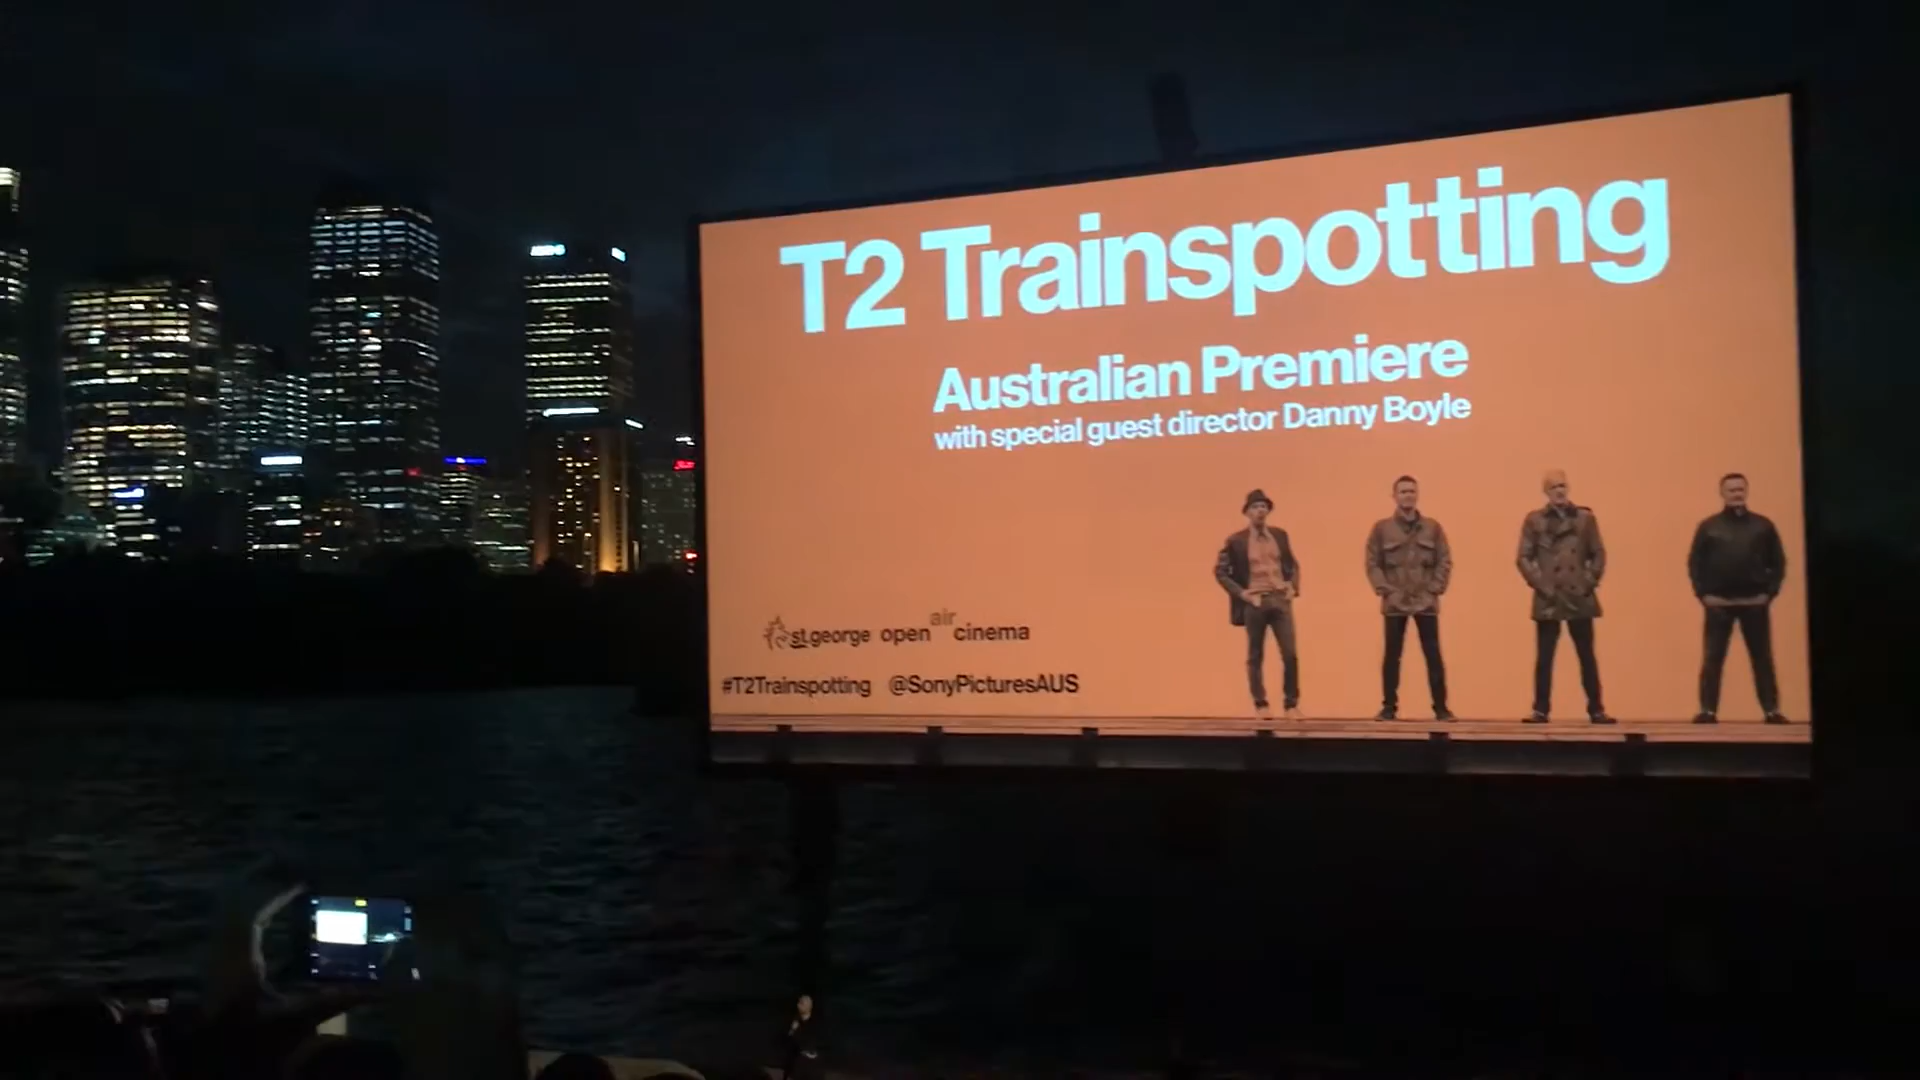 T2 Trainspotting
Australian Premiere
with special guest director Danny Boyle
st.george open air cinema
#T2Trainspotting @SonyPicturesAUS